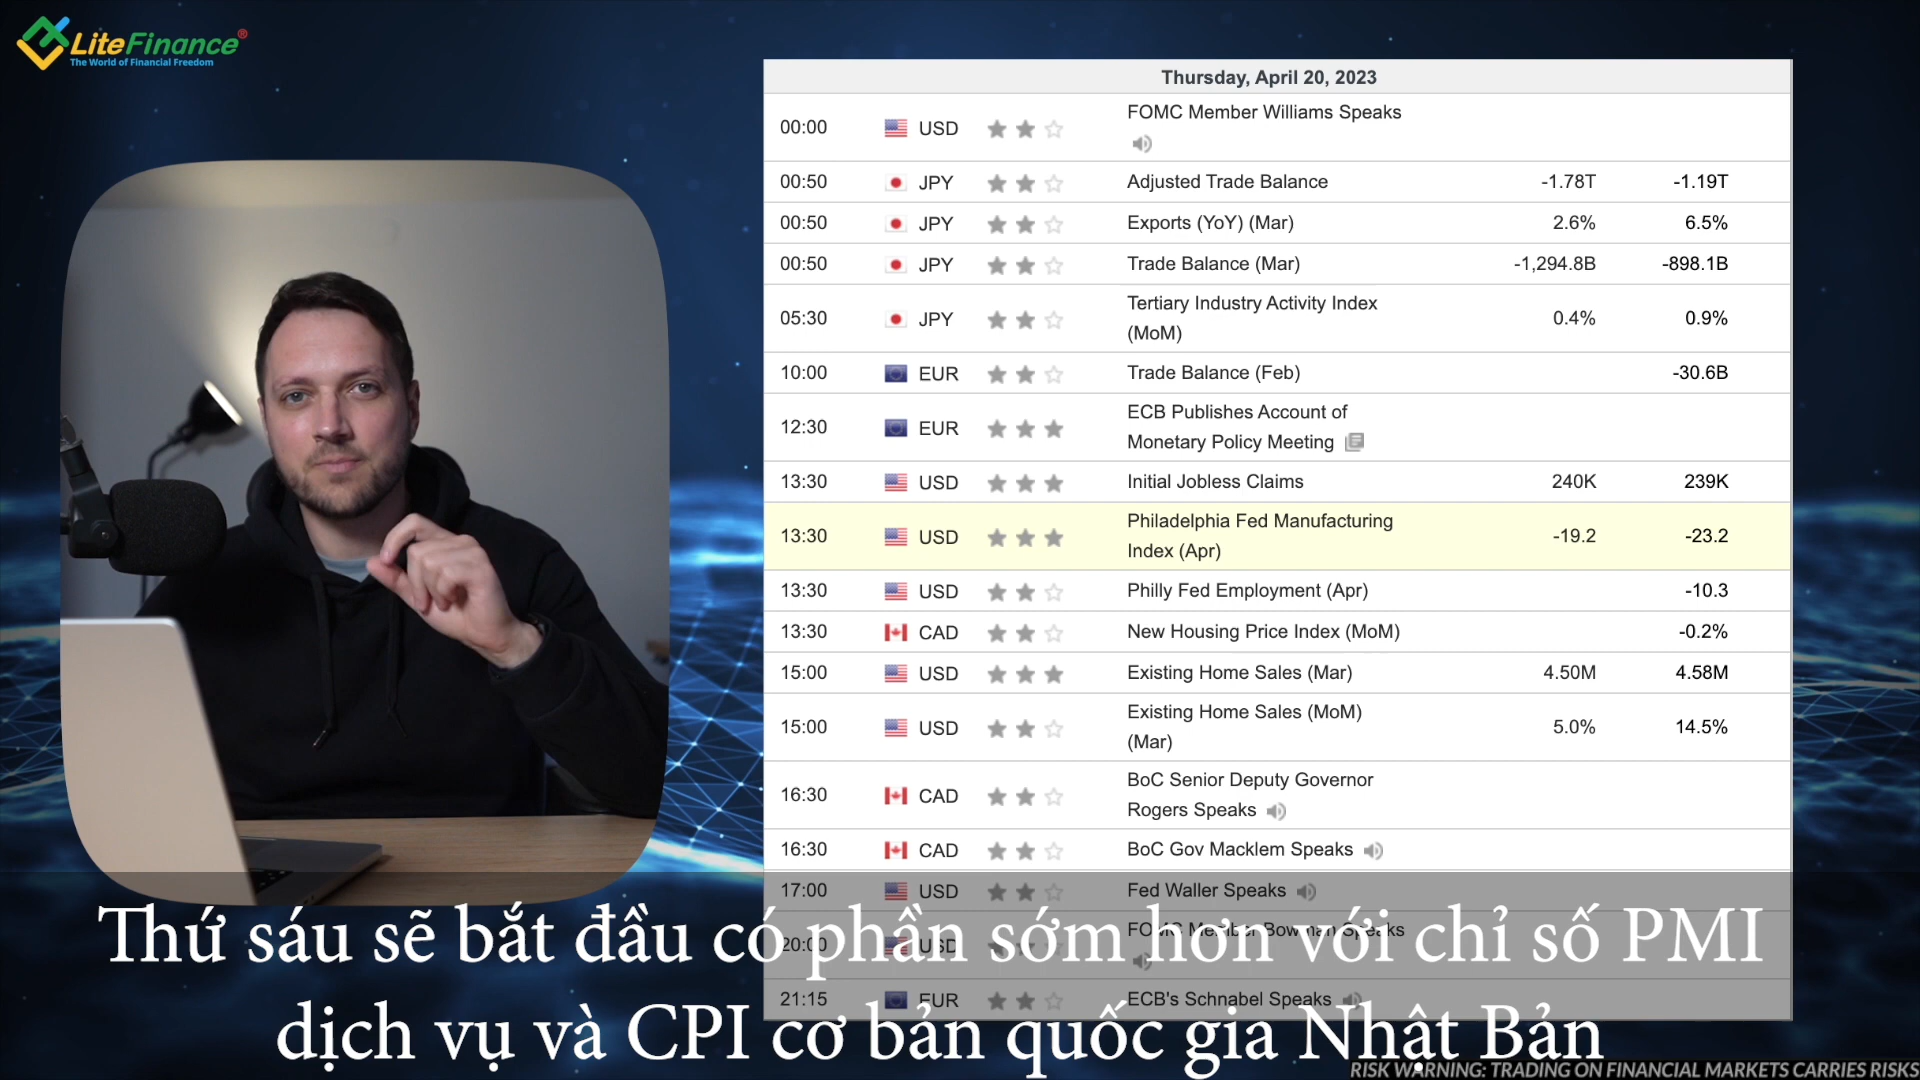 LiteFinance®
The World of Financial Freedom
Thursday, April 20, 2023
00:00 USD FOMC Member Williams Speaks
00:50 JPY Adjusted Trade Balance -1.78T -1.19T
00:50 JPY Exports (YoY) (Mar) 2.6% 6.5%
00:50 JPY Trade Balance (Mar) -1,294.8B -898.1B
05:30 JPY Tertiary Industry Activity Index 0.4% 0.9%
(MoM)
10:00 EUR Trade Balance (Feb) -30.6B
12:30 EUR ECB Publishes Account of
Monetary Policy Meeting
13:30 USD Initial Jobless Claims 240K 239K
13:30 USD Philadelphia Fed Manufacturing -19.2 -23.2
Index (Apr)
13:30 USD Philly Fed Employment (Apr) -10.3
13:30 CAD New Housing Price Index (MoM) -0.2%
15:00 USD Existing Home Sales (Mar) 4.50M 4.58M
15:00 USD Existing Home Sales (MoM) 5.0% 14.5%
(Mar)
16:30 CAD BoC Senior Deputy Governor
Rogers Speaks
16:30 CAD BoC Gov Macklem Speaks
17:00 USD Fed Waller Speaks
20:00 USD FOMC Member Bowman Speaks
21:15 EUR ECB's Schnabel Speaks
Thứ sáu sẽ bắt đầu có phần sớm hơn với chỉ số PMI
dịch vụ và CPI cơ bản quốc gia Nhật Bản
RISK WARNING: TRADING ON FINANCIAL MARKETS CARRIES RISKS